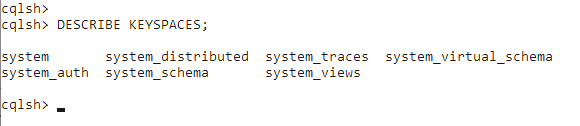 cqlsh>
cqlsh> DESCRIBE KEYSPACES;
system       system_distributed  system_traces  system_virtual_schema
system_auth  system_schema       system_views
cqlsh>